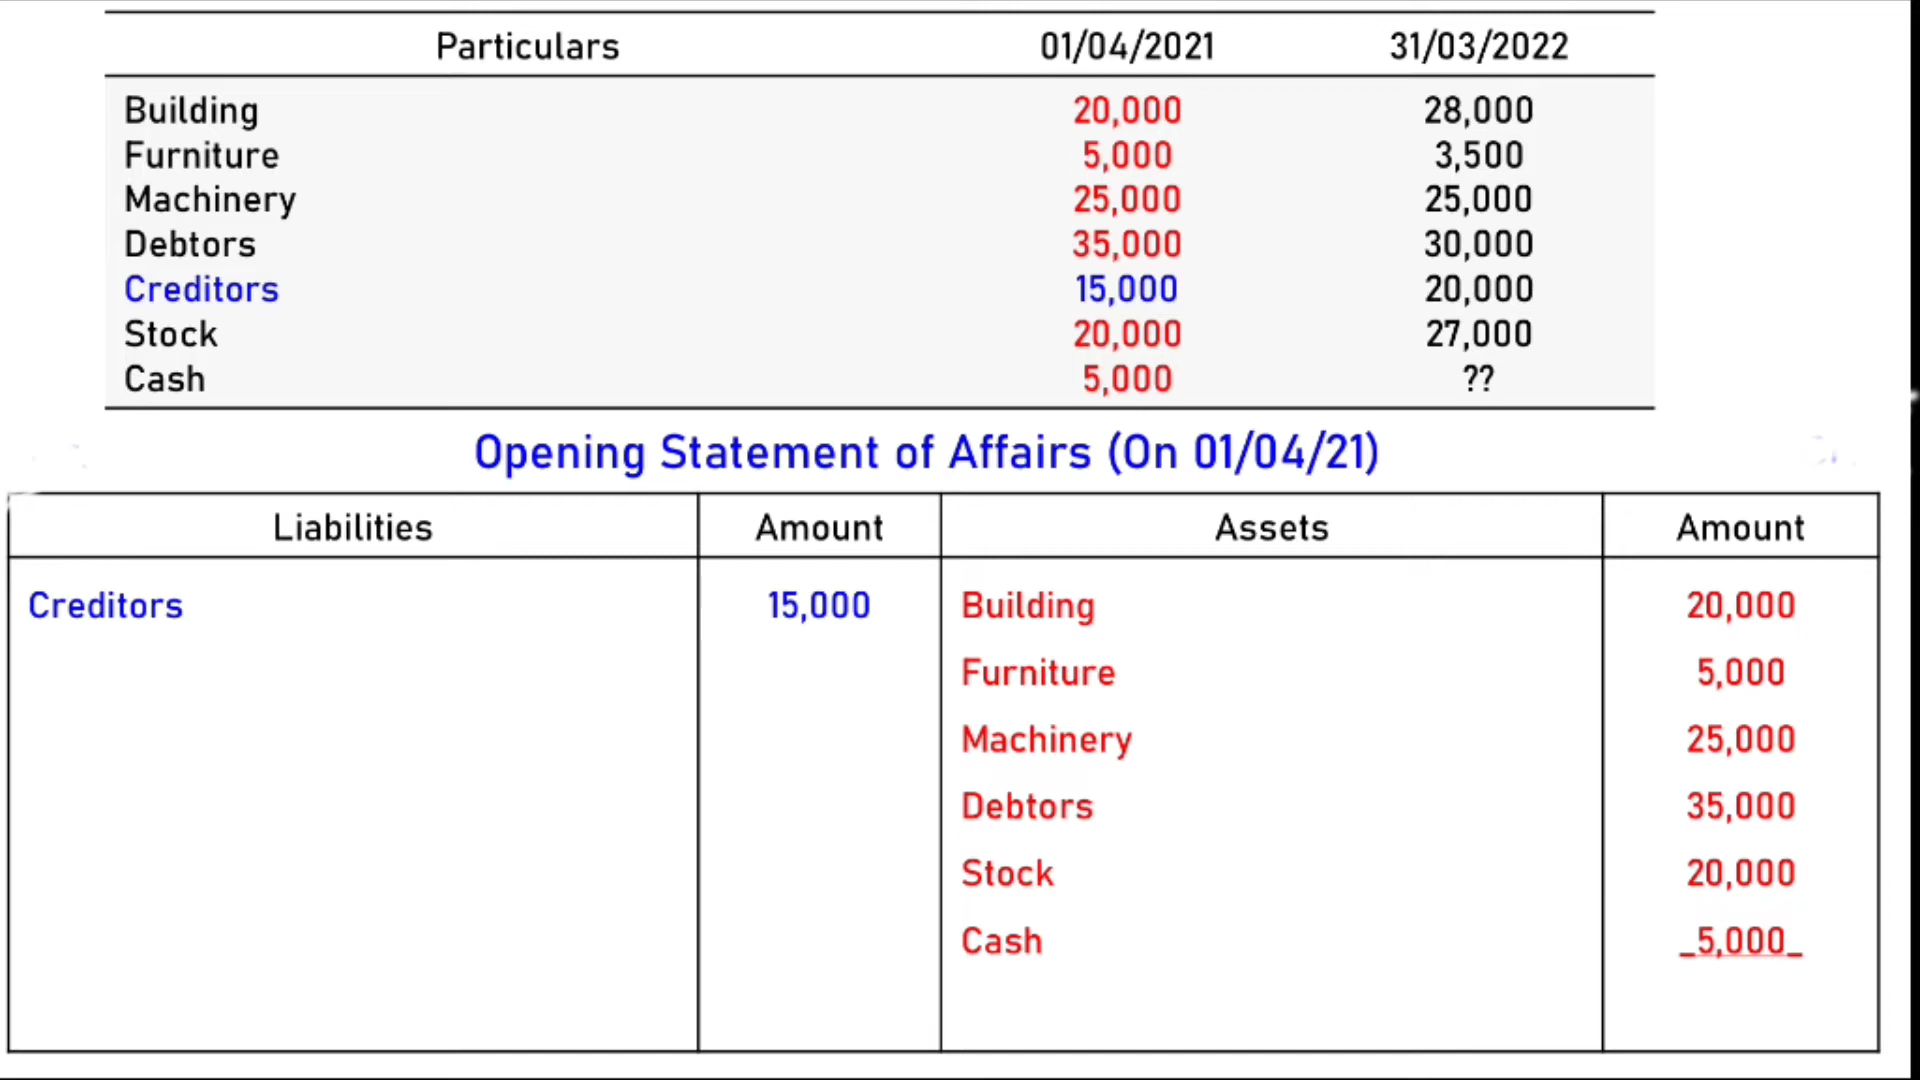 Particulars 01/04/2021 31/03/2022
Building 20,000 28,000
Furniture 5,000 3,500
Machinery 25,000 25,000
Debtors 35,000 30,000
Creditors 15,000 20,000
Stock 20,000 27,000
Cash 5,000 ??
Opening Statement of Affairs (On 01/04/21)
Liabilities Amount Assets Amount
Creditors 15,000 Building 20,000
Furniture 5,000
Machinery 25,000
Debtors 35,000
Stock 20,000
Cash _5,000_